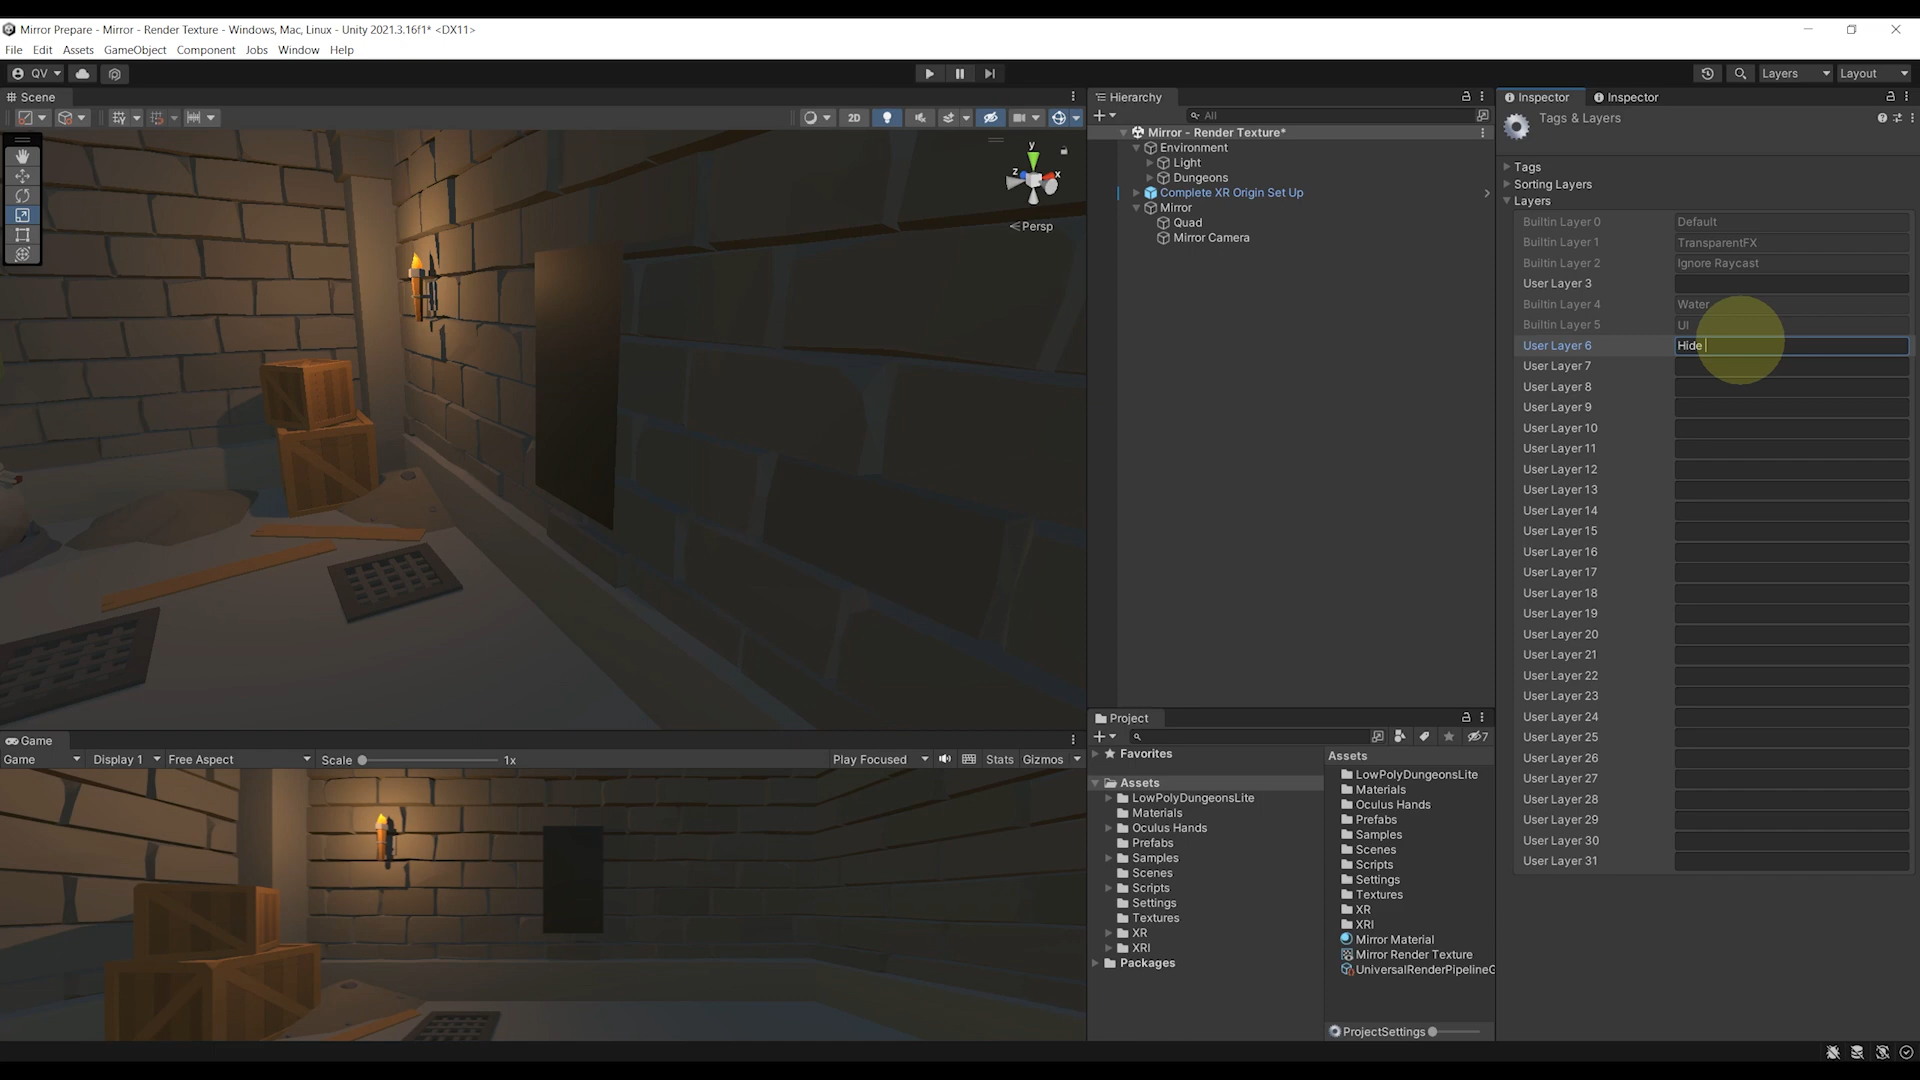 Mirror Prepare - Mirror - Render Texture - Windows, Mac, Linux - Unity 2021.3.16f1* <DX11>
File Edit Assets GameObject Component Jobs Window Help
QV
Layers Layout
Scene
2D
y
x
z
Persp
Hierarchy
All
Mirror - Render Texture*
Environment
Light
Dungeons
Complete XR Origin Set Up
Mirror
Quad
Mirror Camera
Inspector Inspector
Tags & Layers
Tags
Sorting Layers
Layers
Builtin Layer 0 Default
Builtin Layer 1 TransparentFX
Builtin Layer 2 Ignore Raycast
User Layer 3
Builtin Layer 4 Water
Builtin Layer 5 UI
User Layer 6 Hide
User Layer 7
User Layer 8
User Layer 9
User Layer 10
User Layer 11
User Layer 12
User Layer 13
User Layer 14
User Layer 15
User Layer 16
User Layer 17
User Layer 18
User Layer 19
User Layer 20
User Layer 21
User Layer 22
User Layer 23
User Layer 24
User Layer 25
User Layer 26
User Layer 27
User Layer 28
User Layer 29
User Layer 30
User Layer 31
Game
Game Display 1 Free Aspect Scale 1x Play Focused Stats Gizmos
Project
7
Favorites
Assets
LowPolyDungeonsLite
Materials
Oculus Hands
Prefabs
Samples
Scenes
Scripts
Settings
Textures
XR
XRI
Packages
Assets
LowPolyDungeonsLite
Materials
Oculus Hands
Prefabs
Samples
Scenes
Scripts
Settings
Textures
XR
XRI
Mirror Material
Mirror Render Texture
UniversalRenderPipelineG
ProjectSettings